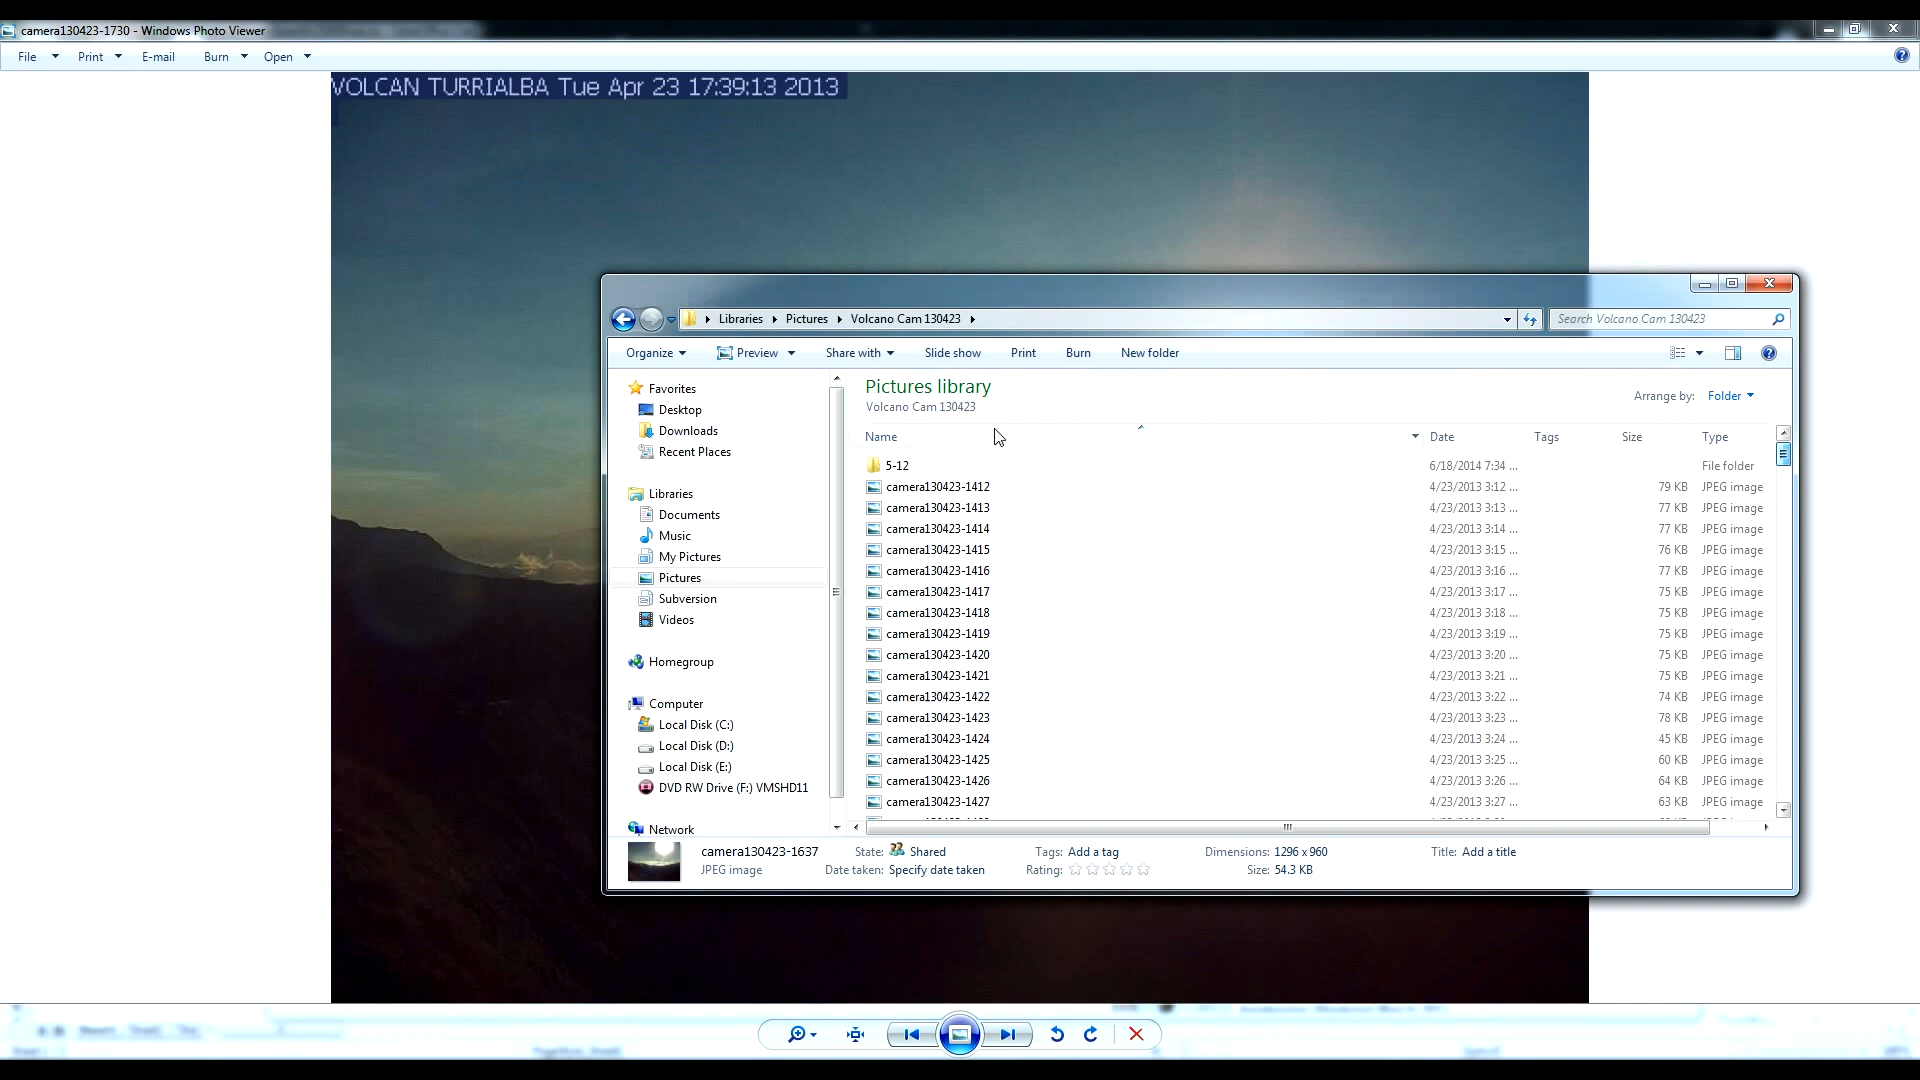 camera130423-1730 - Windows Photo Viewer
File Print E-mail Burn Open
VOLCAN TURRIALBA Tue Apr 23 17:39:13 2013
Libraries Pictures Volcano Cam 130423 Search Volcano Cam 130423
Organize Preview Share with Slide show Print Burn New folder
Favorites
Desktop
Downloads
Recent Places
Libraries
Documents
Music
My Pictures
Pictures
Subversion
Videos
Homegroup
Computer
Local Disk (C:)
Local Disk (D:)
Local Disk (E:)
DVD RW Drive (F:) VMSHD11
Network
Pictures library
Volcano Cam 130423
Arrange by: Folder
Name Date Tags Size Type
5-12 6/18/2014 7:34 ... File folder
camera130423-1412 4/23/2013 3:12 ... 79 KB JPEG image
camera130423-1413 4/23/2013 3:13 ... 77 KB JPEG image
camera130423-1414 4/23/2013 3:14 ... 77 KB JPEG image
camera130423-1415 4/23/2013 3:15 ... 76 KB JPEG image
camera130423-1416 4/23/2013 3:16 ... 77 KB JPEG image
camera130423-1417 4/23/2013 3:17 ... 75 KB JPEG image
camera130423-1418 4/23/2013 3:18 ... 75 KB JPEG image
camera130423-1419 4/23/2013 3:19 ... 75 KB JPEG image
camera130423-1420 4/23/2013 3:20 ... 75 KB JPEG image
camera130423-1421 4/23/2013 3:21 ... 75 KB JPEG image
camera130423-1422 4/23/2013 3:22 ... 74 KB JPEG image
camera130423-1423 4/23/2013 3:23 ... 78 KB JPEG image
camera130423-1424 4/23/2013 3:24 ... 45 KB JPEG image
camera130423-1425 4/23/2013 3:25 ... 60 KB JPEG image
camera130423-1426 4/23/2013 3:26 ... 64 KB JPEG image
camera130423-1427 4/23/2013 3:27 ... 63 KB JPEG image
camera130423-1637 State: Shared Tags: Add a tag Dimensions: 1296 x 960 Title: Add a title
JPEG image Date taken: Specify date taken Rating: Size: 54.3 KB